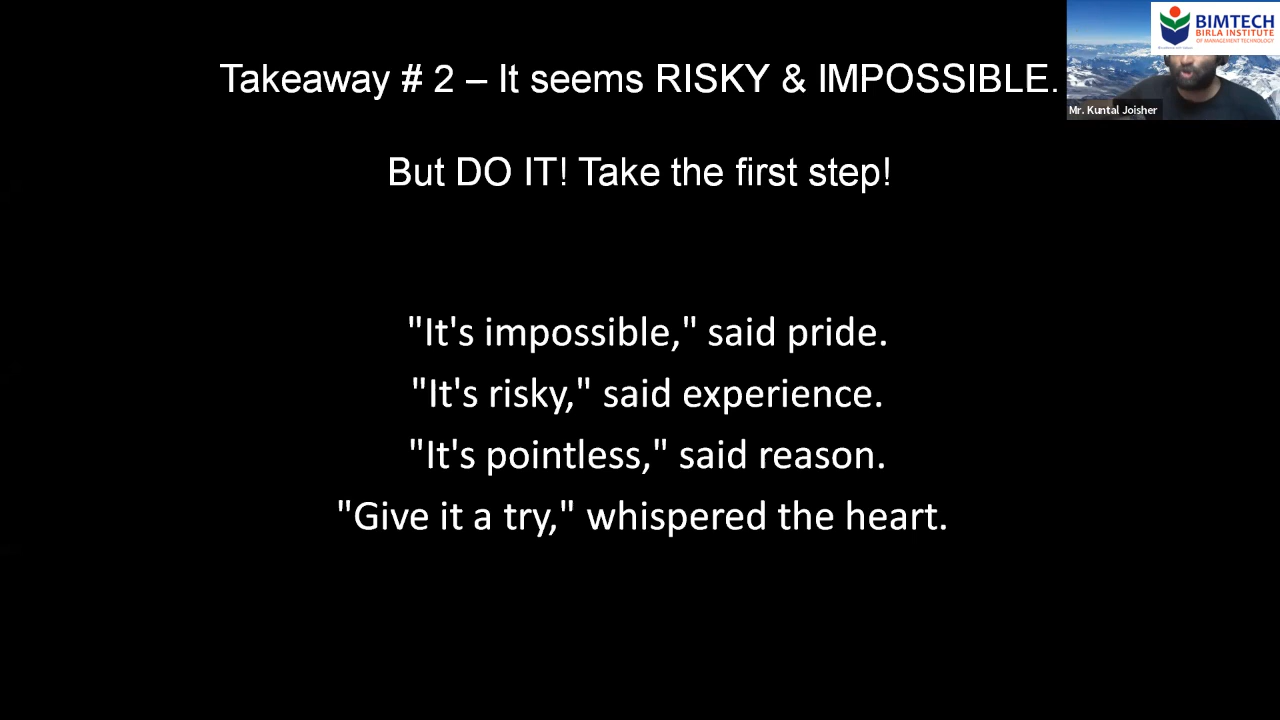 BIMTECH
BIRLA INSTITUTE
OF MANAGEMENT TECHNOLOGY
Takeaway # 2 – It seems RISKY & IMPOSSIBLE.
Mr. Kuntal Joisher
But DO IT! Take the first step!
"It's impossible," said pride.
"It's risky," said experience.
"It's pointless," said reason.
"Give it a try," whispered the heart.